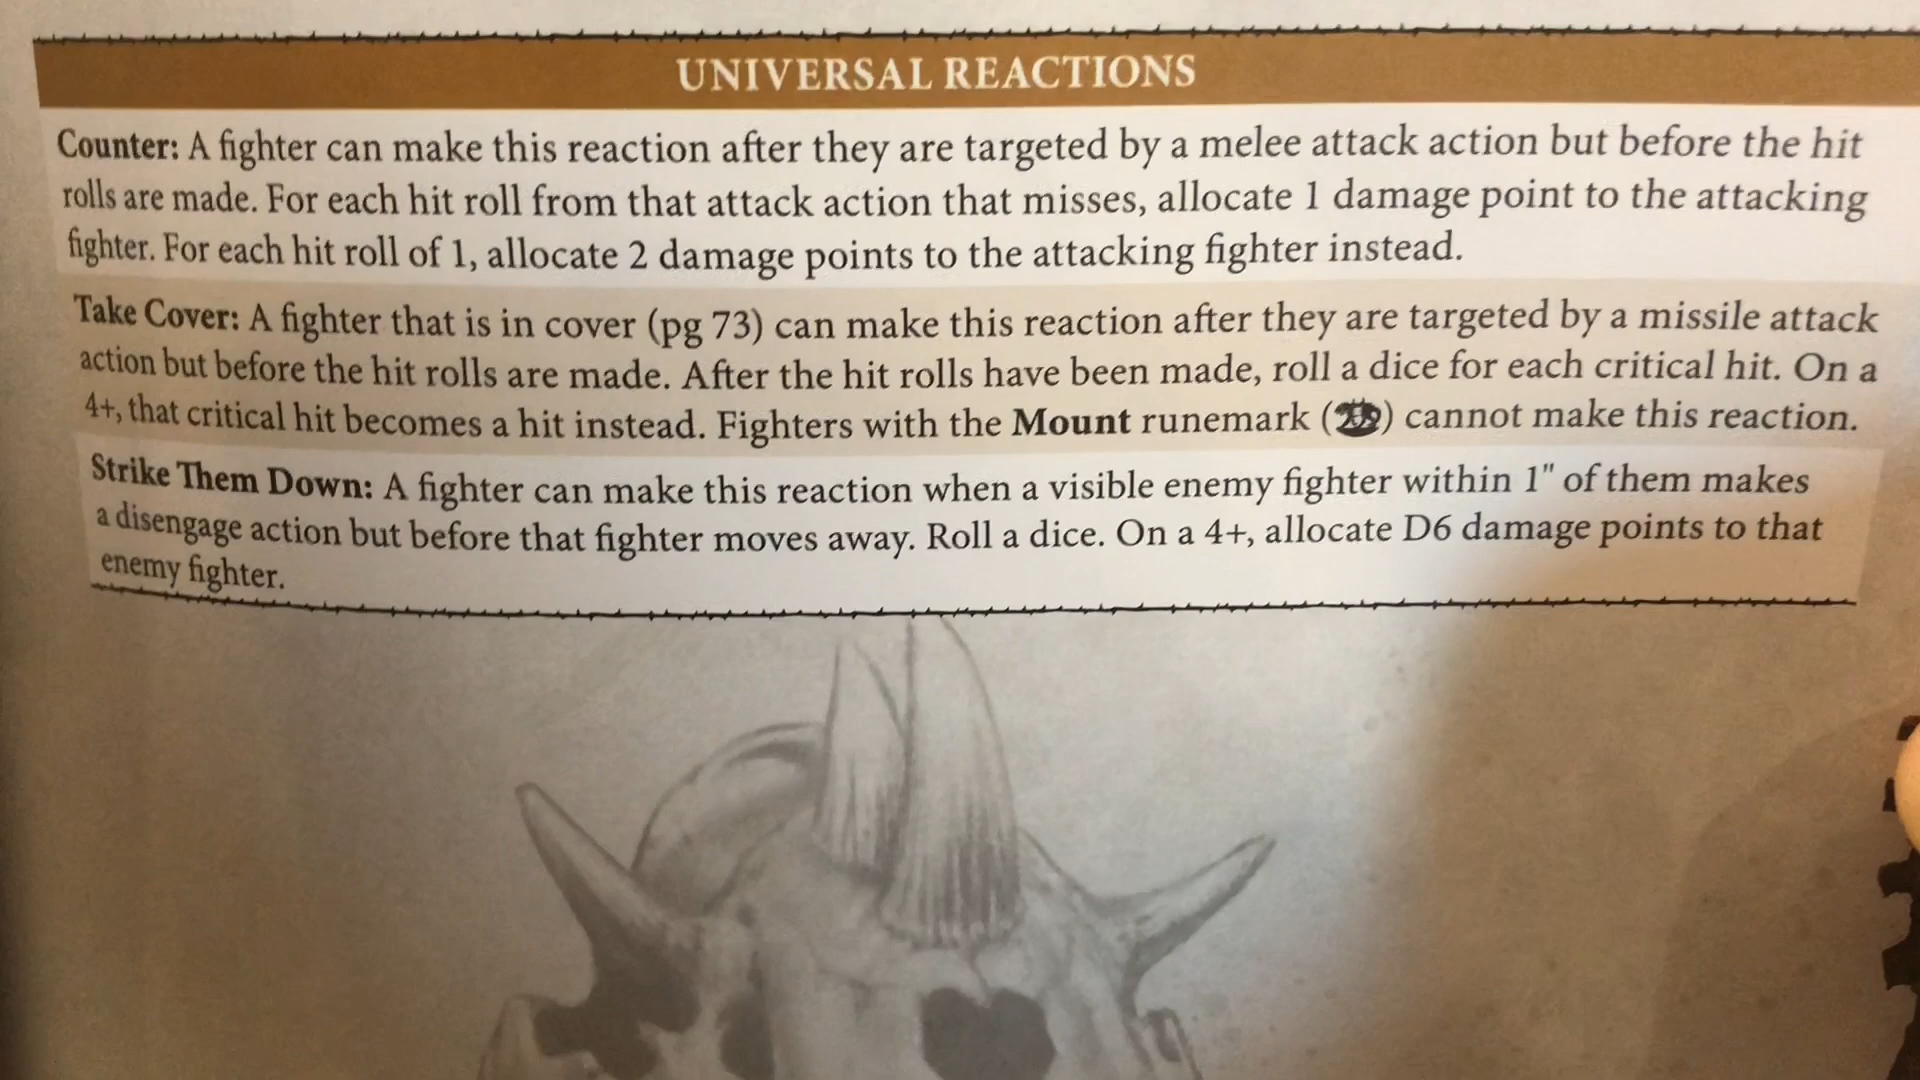 UNIVERSAL REACTIONS
Counter: A fighter can make this reaction after they are targeted by a melee attack action but before the hit
rolls are made. For each hit roll from that attack action that misses, allocate 1 damage point to the attacking
fighter. For each hit roll of 1, allocate 2 damage points to the attacking fighter instead.
Take Cover: A fighter that is in cover (pg 73) can make this reaction after they are targeted by a missile attack
action but before the hit rolls are made. After the hit rolls have been made, roll a dice for each critical hit. On a
4+, that critical hit becomes a hit instead. Fighters with the Mount runemark () cannot make this reaction.
Strike Them Down: A fighter can make this reaction when a visible enemy fighter within 1" of them makes
a disengage action but before that fighter moves away. Roll a dice. On a 4+, allocate D6 damage points to that
enemy fighter.